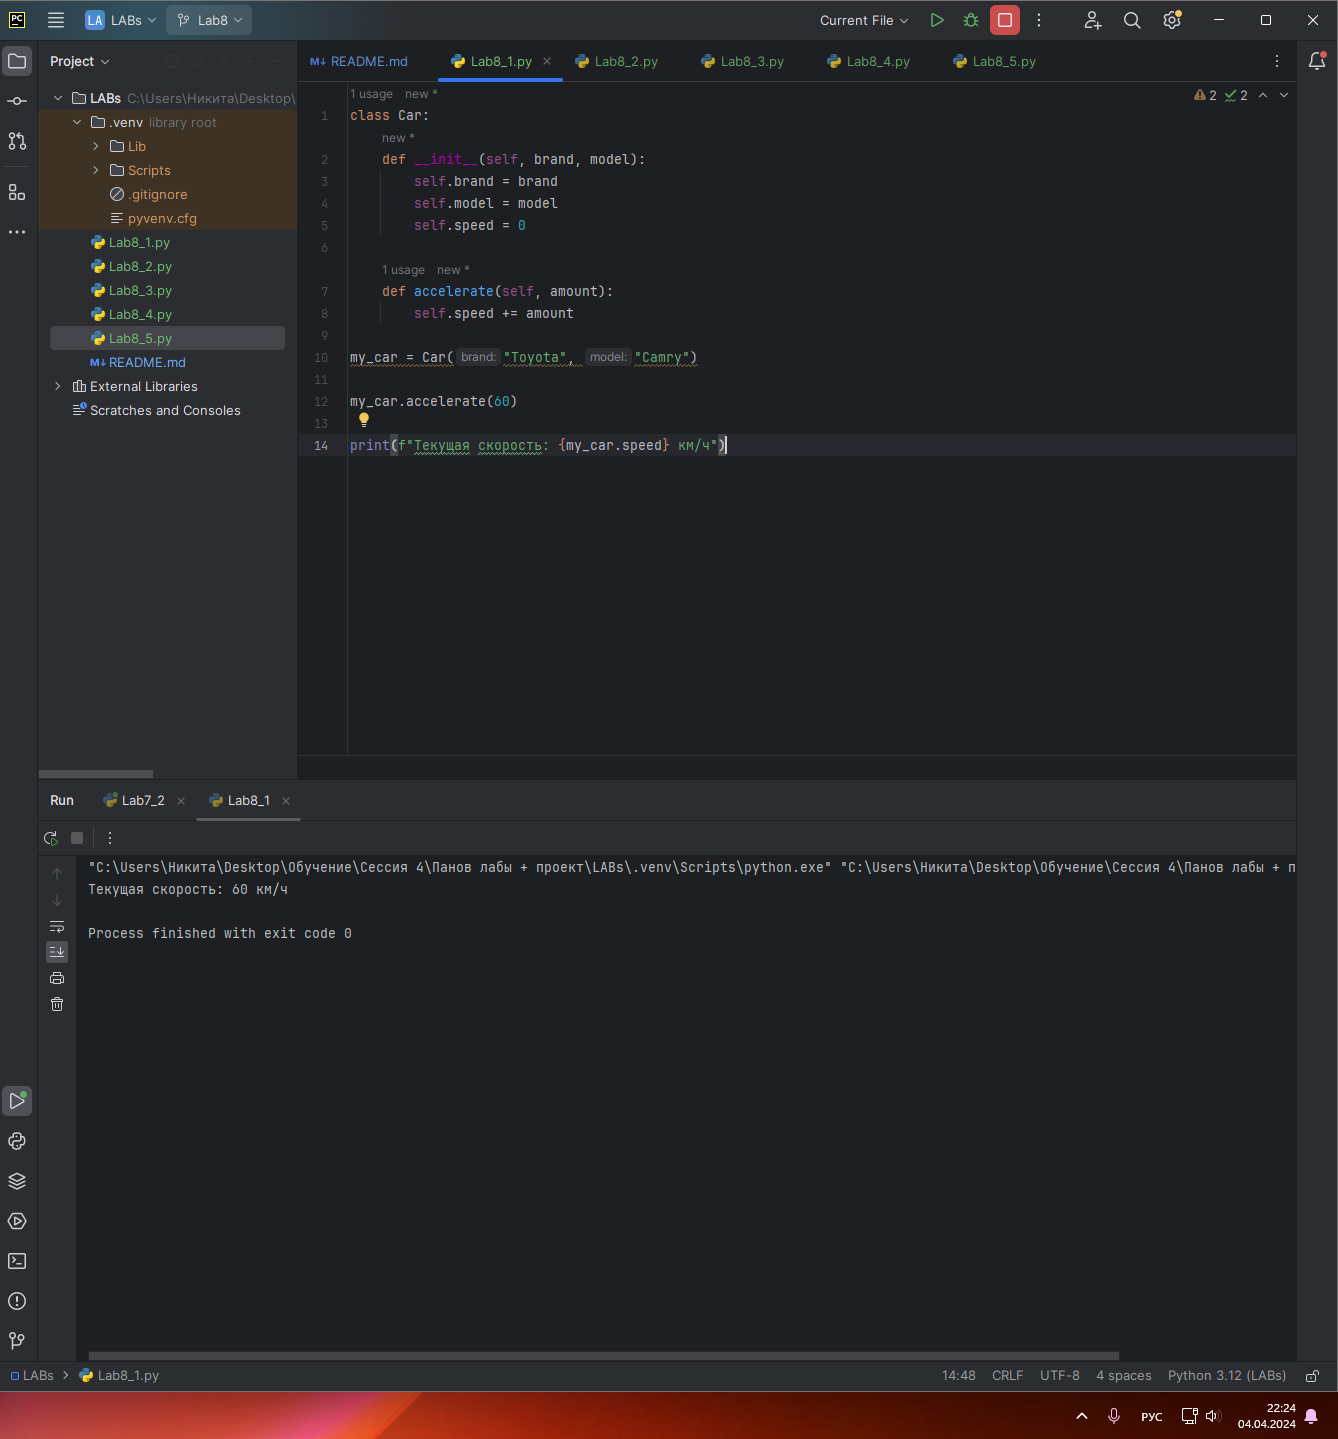 PC
LA LABs Lab8 Current File
Project
README.md Lab8_1.py Lab8_2.py Lab8_3.py Lab8_4.py Lab8_5.py
LABs C:\Users\Никита\Desktop\
.venv library root
Lib
Scripts
.gitignore
pyvenv.cfg
Lab8_1.py
Lab8_2.py
Lab8_3.py
Lab8_4.py
Lab8_5.py
M↓ README.md
External Libraries
Scratches and Consoles
1 usage new *
2 2
1 class Car:
new *
2 def __init__(self, brand, model):
3 self.brand = brand
4 self.model = model
5 self.speed = 0
6
1 usage new *
7 def accelerate(self, amount):
8 self.speed += amount
9
10 my_car = Car( brand: "Toyota", model: "Camry")
11
12 my_car.accelerate(60)
13
14 print(f"Текущая скорость: {my_car.speed} км/ч")
Run Lab7_2 Lab8_1
"C:\Users\Никита\Desktop\Обучение\Сессия 4\Панов лабы + проект\LABs\.venv\Scripts\python.exe" "C:\Users\Никита\Desktop\Обучение\Сессия 4\Панов лабы + п
Текущая скорость: 60 км/ч
Process finished with exit code 0
LABs > Lab8_1.py 14:48 CRLF UTF-8 4 spaces Python 3.12 (LABs)
РУС
22:24
04.04.2024